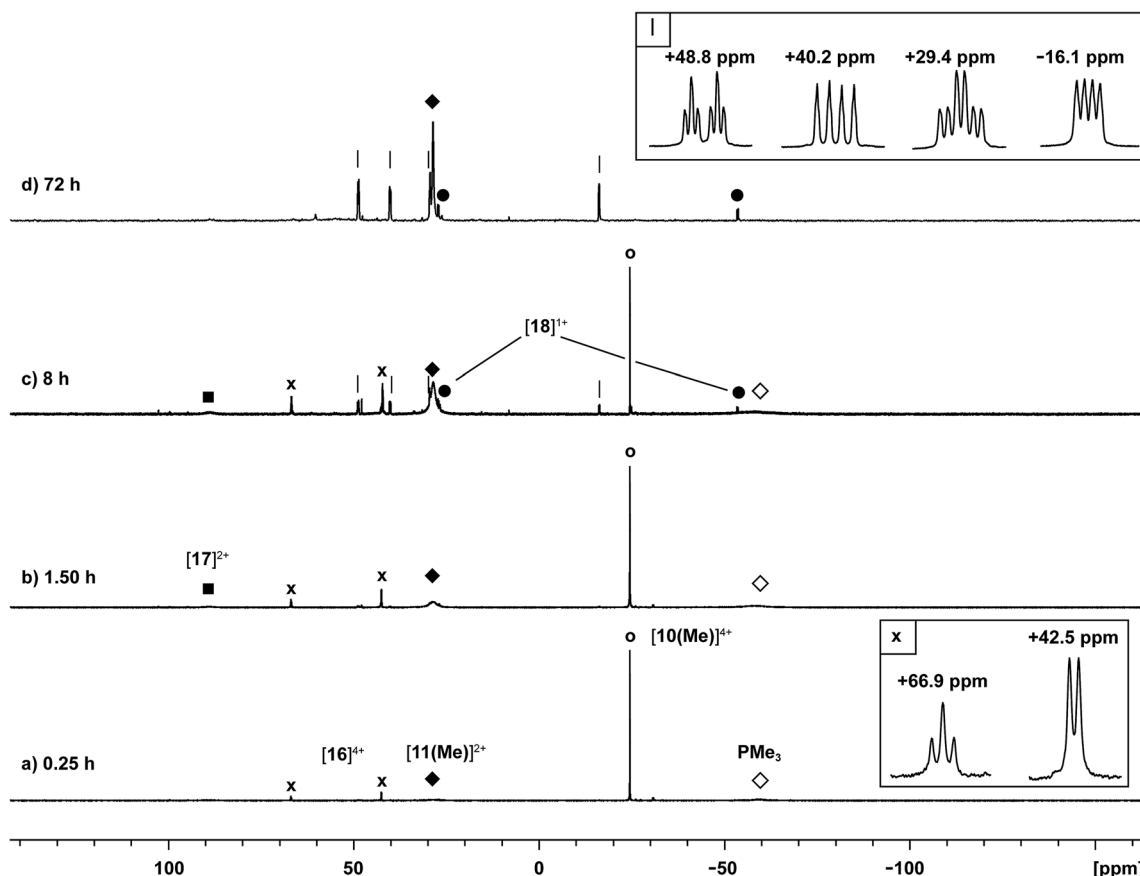 |
+48.8 ppm +40.2 ppm +29.4 ppm −16.1 ppm
d) 72 h
| | | |
o
[18]¹⁺
c) 8 h
x | x | | |
o
[17]²⁺
b) 1.50 h
x x
x
+42.5 ppm
+66.9 ppm
o [10(Me)]⁴⁺
[16]⁴⁺ [11(Me)]²⁺ PMe₃
a) 0.25 h
x x
100 50 0 −50 −100 [ppm]